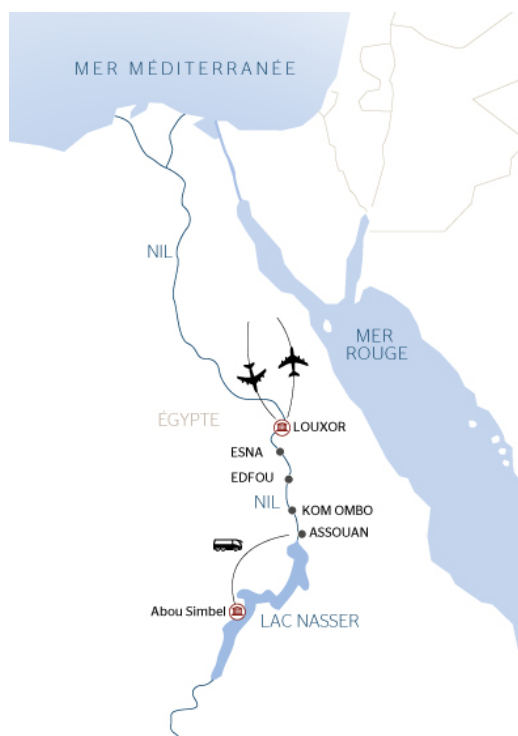 MER MÉDITERRANÉE
NIL
MER
ROUGE
ÉGYPTE
LOUXOR
ESNA
EDFOU
NIL
KOM OMBO
ASSOUAN
Abou Simbel
LAC NASSER